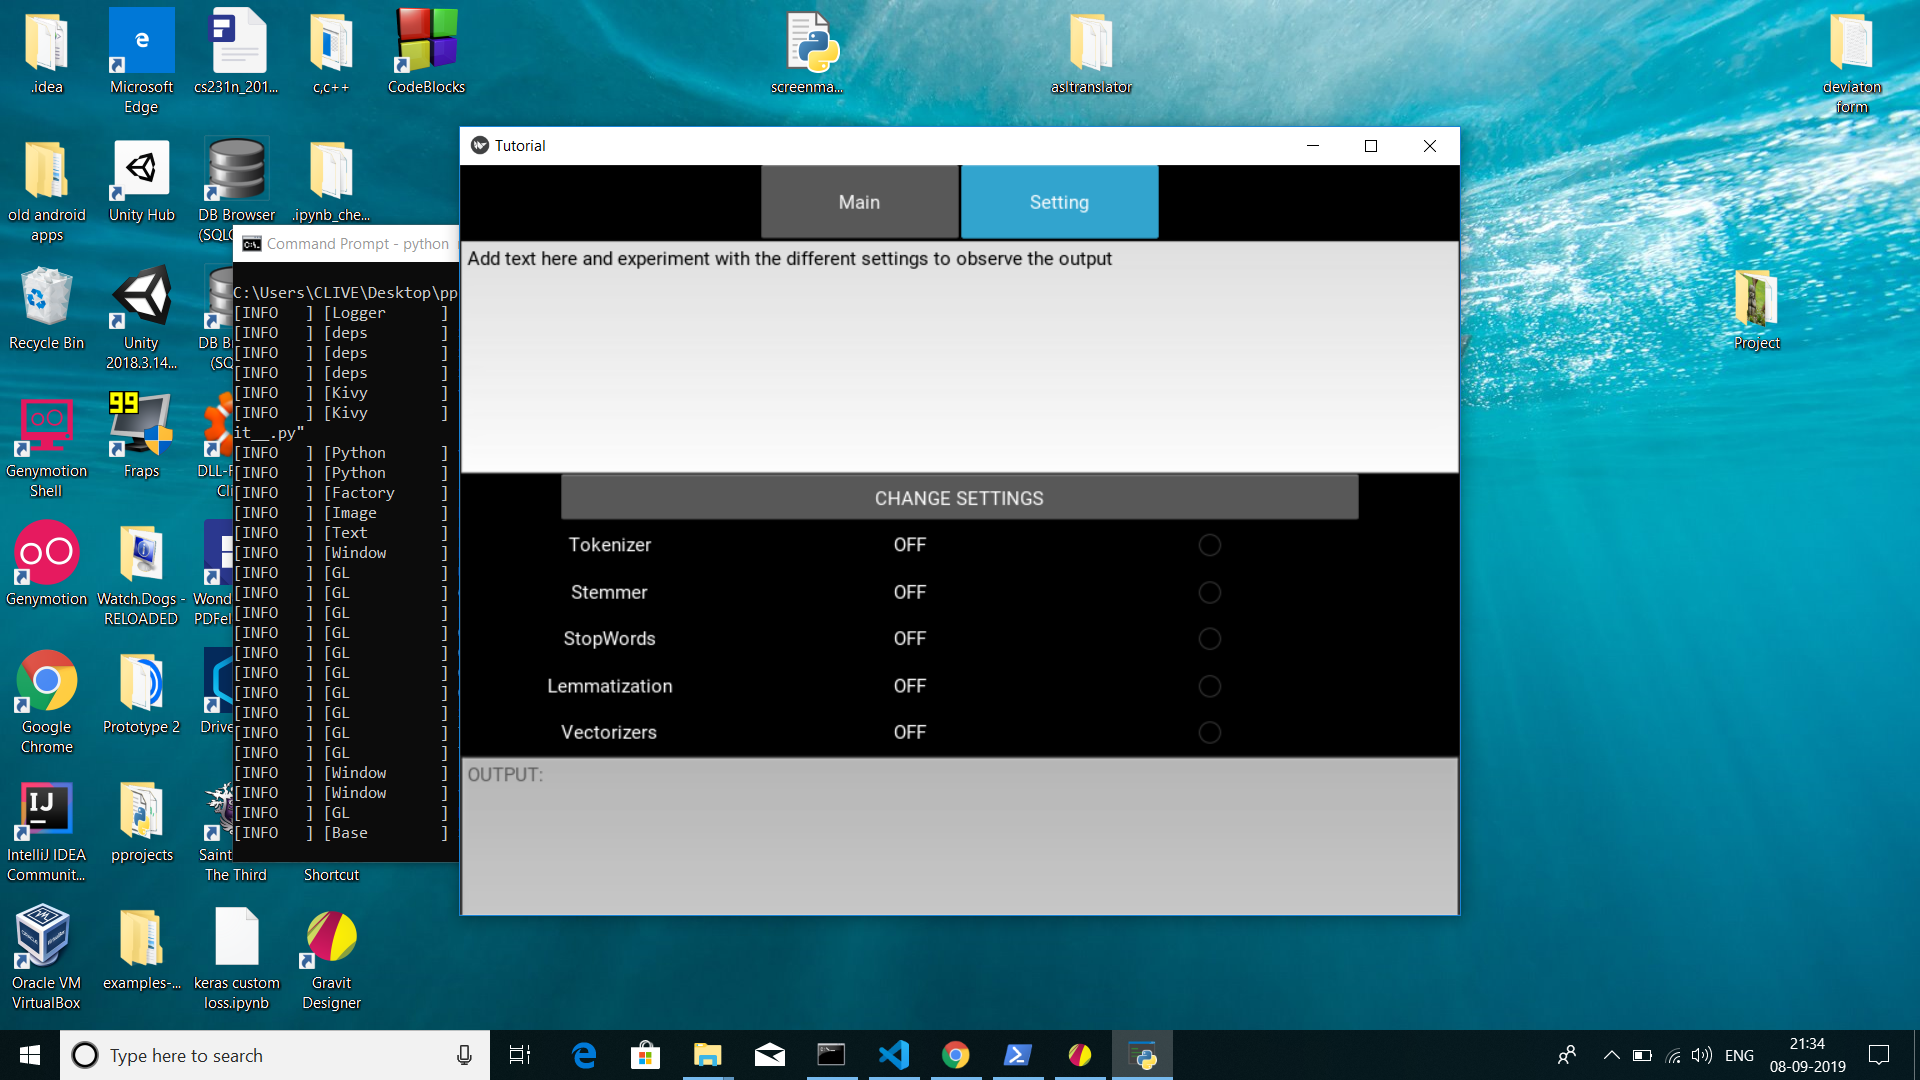 .idea
Microsoft
Edge
cs231n_201...
c,c++
CodeBlocks
screenma...
asltranslator
deviaton
form
old android
apps
Unity Hub
DB Browser
(SQL
.ipynb_che...
Recycle Bin
Unity
2018.3.14...
DB B
(SQ
Project
Genymotion
Shell
99
Fraps
DLL-F
Cli
Genymotion
Watch.Dogs -
RELOADED
Wond
PDFel
Google
Chrome
Prototype 2
Drive
IJ
IntelliJ IDEA
Communit...
pprojects
Saint
The Third
Shortcut
Oracle VM
VirtualBox
examples-...
keras custom
loss.ipynb
Gravit
Designer
Command Prompt - python
C:\Users\CLIVE\Desktop\pp
[INFO   ] [Logger      ]
[INFO   ] [deps        ]
[INFO   ] [deps        ]
[INFO   ] [deps        ]
[INFO   ] [Kivy        ]
[INFO   ] [Kivy        ]
it__.py"
[INFO   ] [Python      ]
[INFO   ] [Python      ]
[INFO   ] [Factory     ]
[INFO   ] [Image       ]
[INFO   ] [Text        ]
[INFO   ] [Window      ]
[INFO   ] [GL          ]
[INFO   ] [GL          ]
[INFO   ] [GL          ]
[INFO   ] [GL          ]
[INFO   ] [GL          ]
[INFO   ] [GL          ]
[INFO   ] [GL          ]
[INFO   ] [GL          ]
[INFO   ] [GL          ]
[INFO   ] [GL          ]
[INFO   ] [Window      ]
[INFO   ] [Window      ]
[INFO   ] [GL          ]
[INFO   ] [Base        ]
Tutorial
Main
Setting
Add text here and experiment with the different settings to observe the output
CHANGE SETTINGS
Tokenizer OFF
Stemmer OFF
StopWords OFF
Lemmatization OFF
Vectorizers OFF
OUTPUT:
Type here to search
ENG
21:34
08-09-2019